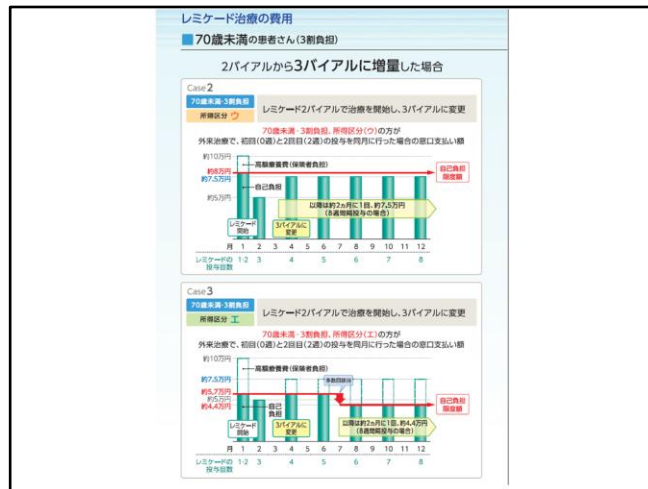 レミケード治療の費用
■70歳未満の患者さん(3割負担)
2バイアルから3バイアルに増量した場合
Case2
70歳未満・3割負担
所得区分 ウ
レミケード2バイアルで治療を開始し、3バイアルに変更
70歳未満・3割負担、所得区分(ウ)の方が
外来治療で、初回(0週)と2回目(2週)の投与を同月に行った場合の窓口支払い額
約10万円
高額療養費(保険者負担)
約8万円
約7.5万円
自己負担
限度額
自己負担
約5万円
以降は約2ヵ月に1回、約7.5万円
(8週間隔投与の場合)
レミケード
開始
3バイアルに
変更
月 1 2 3 4 5 6 7 8 9 10 11 12
レミケードの
投与回数
1・2 3 4 5 6 7 8
Case3
70歳未満・3割負担
所得区分 エ
レミケード2バイアルで治療を開始し、3バイアルに変更
70歳未満・3割負担、所得区分(エ)の方が
外来治療で、初回(0週)と2回目(2週)の投与を同月に行った場合の窓口支払い額
約10万円
高額療養費(保険者負担)
約7.5万円
約5.7万円
約5万円
約4.4万円
多数回該当
自己負担
限度額
自己
負担
以降は約2ヵ月に1回、約4.4万円
(8週間隔投与の場合)
レミケード
開始
3バイアルに
変更
月 1 2 3 4 5 6 7 8 9 10 11 12
レミケードの
投与回数
1・2 3 4 5 6 7 8